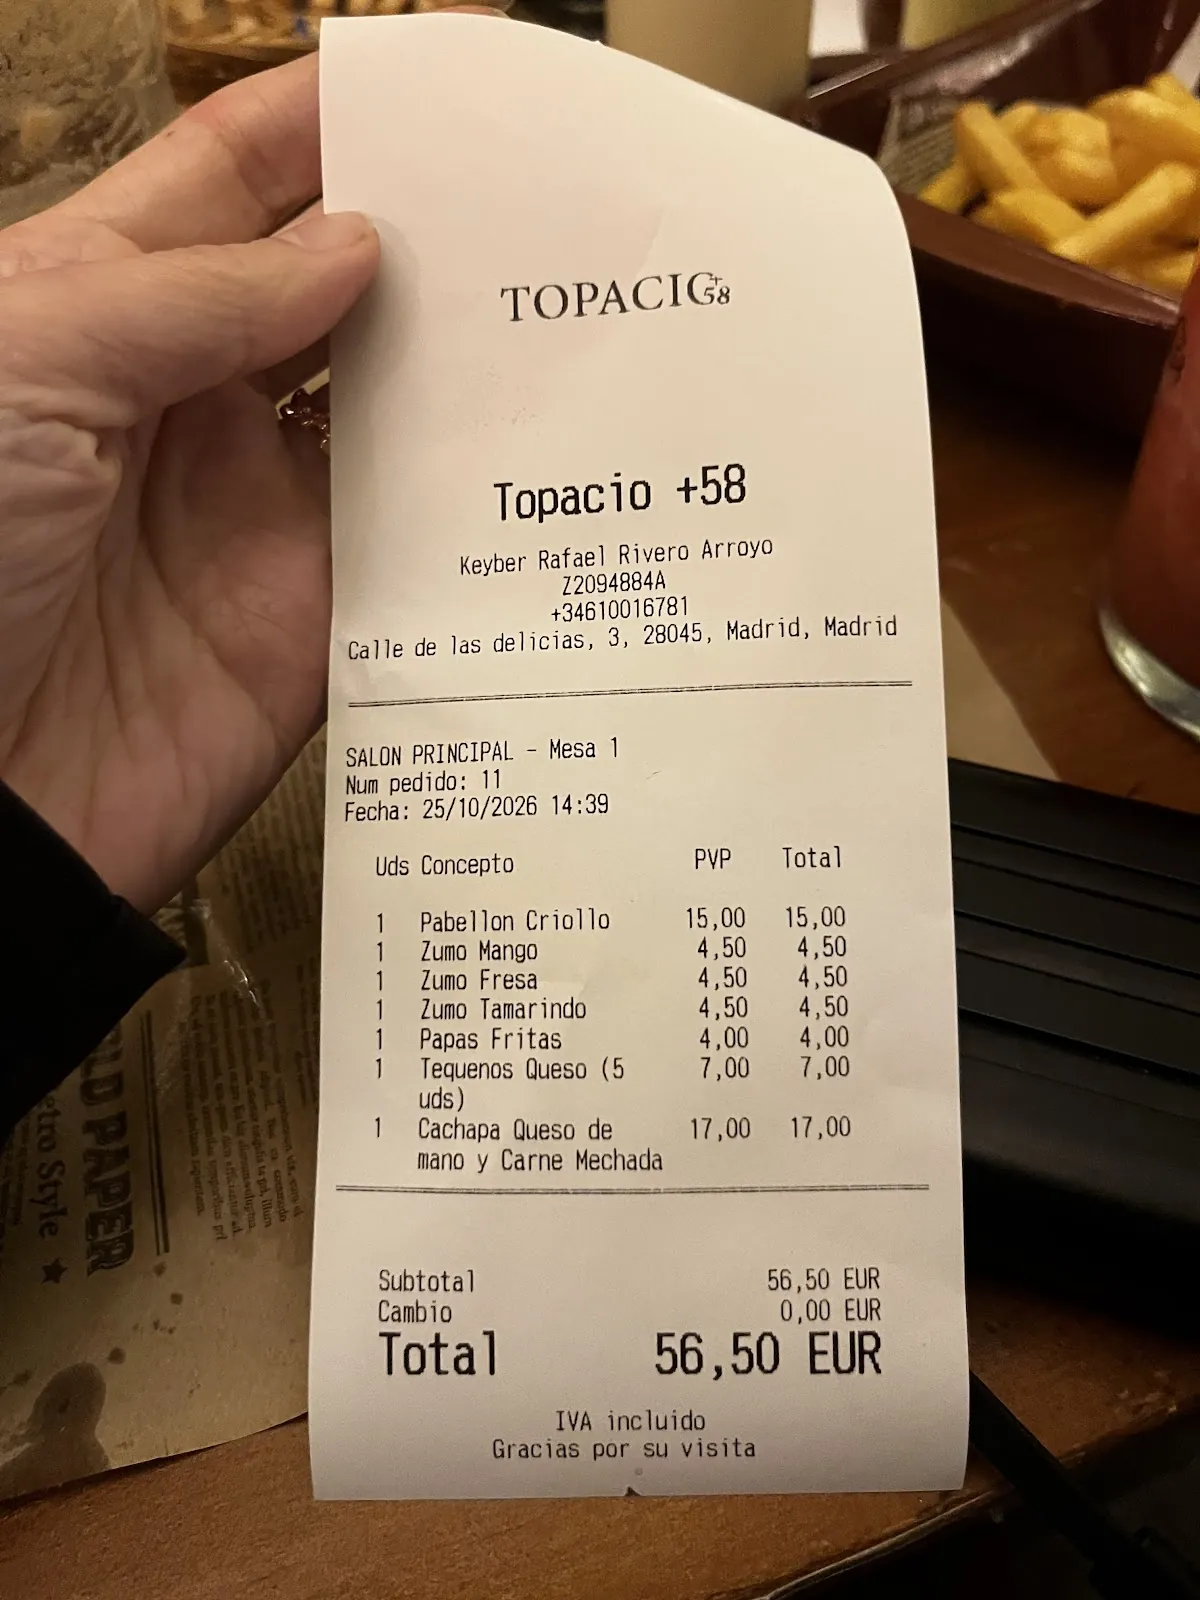 TOPACIO+58
Topacio +58
Keyber Rafael Rivero Arroyo
Z2094884A
+34610016781
Calle de las delicias, 3, 28045, Madrid, Madrid
SALON PRINCIPAL - Mesa 1
Num pedido: 11
Fecha: 25/10/2026 14:39
Uds Concepto PVP Total
1 Pabellon Criollo 15,00 15,00
1 Zumo Mango 4,50 4,50
1 Zumo Fresa 4,50 4,50
1 Zumo Tamarindo 4,50 4,50
1 Papas Fritas 4,00 4,00
1 Tequenos Queso (5 7,00 7,00
uds)
1 Cachapa Queso de 17,00 17,00
mano y Carne Mechada
Subtotal 56,50 EUR
Cambio 0,00 EUR
Total 56,50 EUR
IVA incluido
Gracias por su visita
PAPER
Style